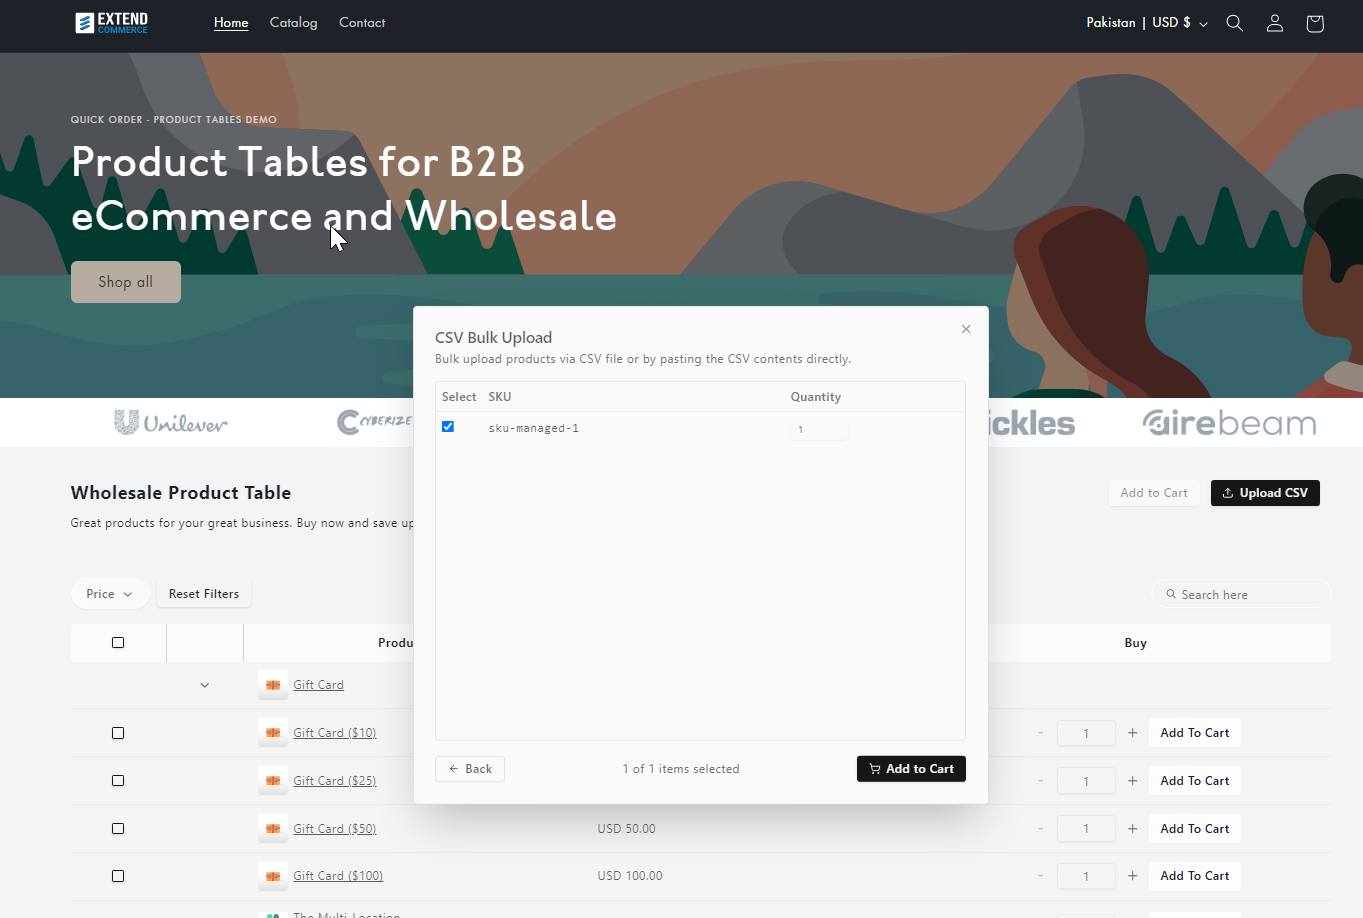 EXTEND
COMMERCE
Home Catalog Contact
Pakistan | USD $
QUICK ORDER - PRODUCT TABLES DEMO
Product Tables for B2B
eCommerce and Wholesale
Shop all
CSV Bulk Upload
Bulk upload products via CSV file or by pasting the CSV contents directly.
Select SKU Quantity
sku-managed-1 1
Back 1 of 1 items selected Add to Cart
Unilever CYBERIZE ickles airebeam
Wholesale Product Table
Add to Cart Upload CSV
Great products for your great business. Buy now and save up
Price Reset Filters Search here
Produ Buy
Gift Card
Gift Card ($10) - 1 + Add To Cart
Gift Card ($25) - 1 + Add To Cart
Gift Card ($50) USD 50.00 - 1 + Add To Cart
Gift Card ($100) USD 100.00 - 1 + Add To Cart
The Multi-Location